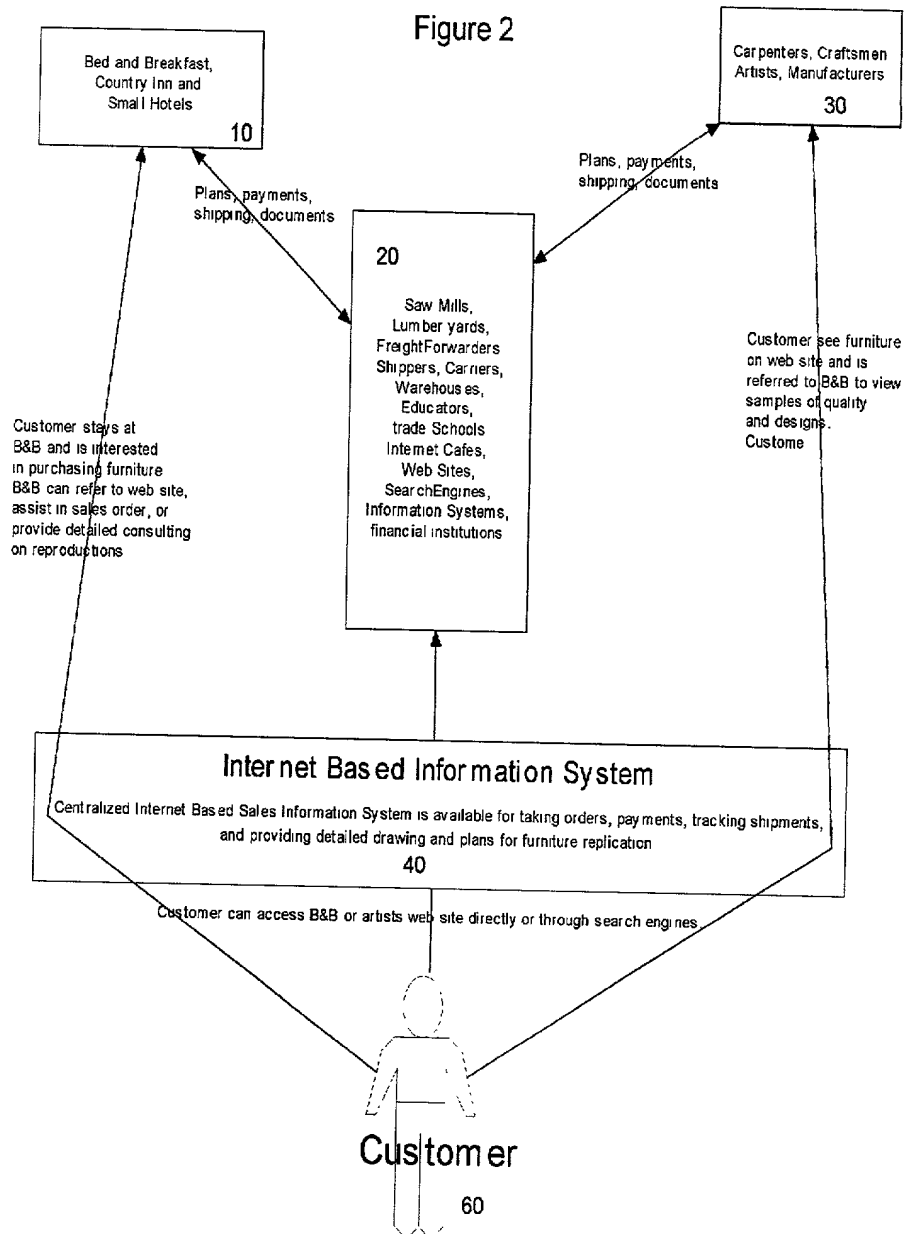 Figure 2
Bed and Breakfast,
Country Inn and
Small Hotels
10
Carpenters, Craftsmen
Artists, Manufacturers
30
Plans, payments,
shipping, documents
Plans, payments,
shipping, documents
20
Saw Mills,
Lumber yards,
FreightForwarders
Shippers, Carriers,
Warehouses,
Educators,
trade Schools
Internet Cafes,
Web Sites,
SearchEngines,
Information Systems,
financial institutions
Customer see furniture
on web site and is
referred to B&B to view
samples of quality
and designs.
Custome
Customer stays at
B&B and is interested
in purchasing furniture
B&B can refer to web site,
assist in sales order, or
provide detailed consulting
on reproductions
Internet Based Information System
Centralized Internet Based Sales Information System is available for taking orders, payments, tracking shipments,
and providing detailed drawing and plans for furniture replication
40
Customer can access B&B or artists web site directly or through search engines.
Customer
60